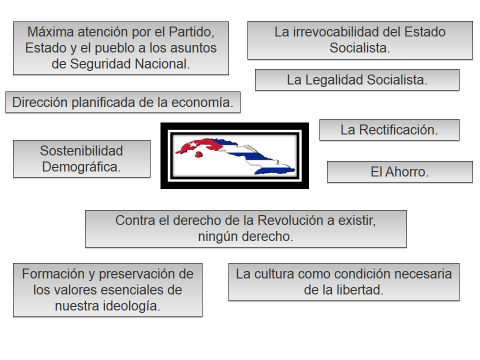 Máxima atención por el Partido,
Estado y el pueblo a los asuntos
de Seguridad Nacional.
La irrevocabilidad del Estado
Socialista.
La Legalidad Socialista.
Dirección planificada de la economía.
La Rectificación.
Sostenibilidad
Demográfica.
El Ahorro.
Contra el derecho de la Revolución a existir,
ningún derecho.
Formación y preservación de
los valores esenciales de
nuestra ideología.
La cultura como condición necesaria
de la libertad.